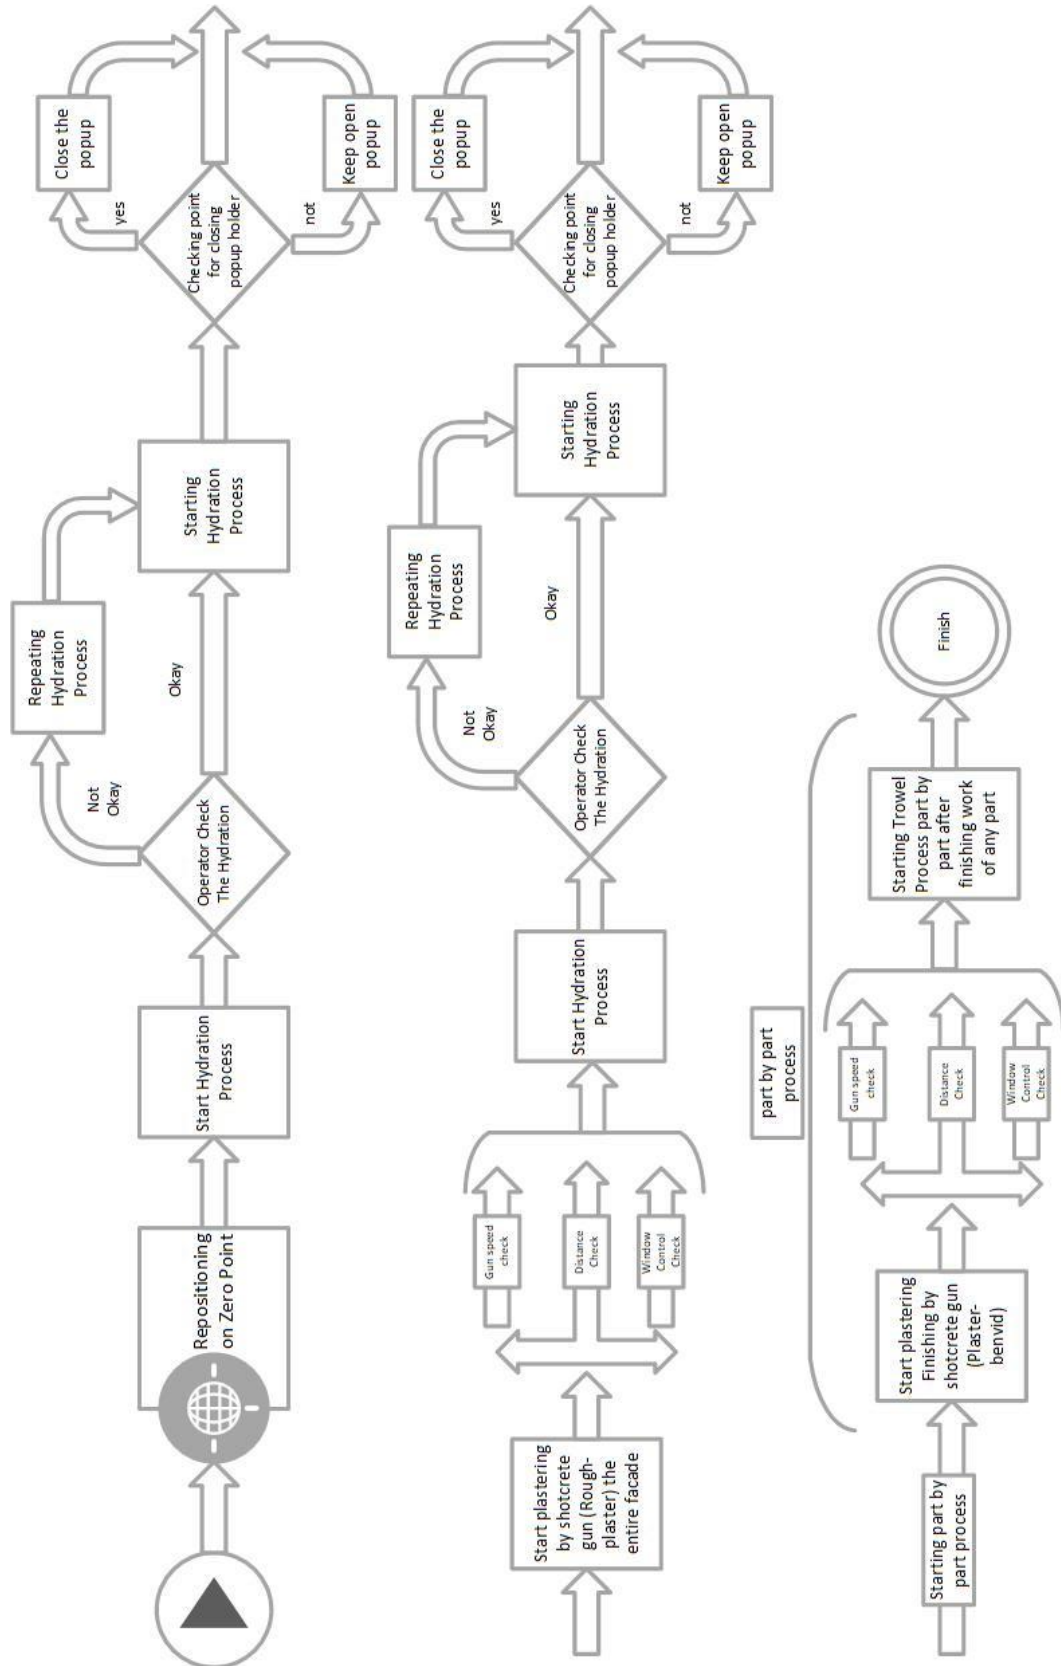 Repositioning
on Zero Point
Start Hydration
Process
Operator Check
The Hydration
Not
Okay
Okay
Repeating
Hydration
Process
Starting
Hydration
Process
Checking point
for closing
popup holder
yes
not
Close the
popup
Keep open
popup
Start plastering
by shotcrete
gun (Rough-
plaster) the
entire facade
Gun speed
check
Distance
Check
Window
Control
Check
Start Hydration
Process
Operator Check
The Hydration
Not
Okay
Okay
Repeating
Hydration
Process
Starting
Hydration
Process
Checking point
for closing
popup holder
yes
not
Close the
popup
Keep open
popup
Starting part by
part process
part by part
process
Start plastering
Finishing by
shotcrete gun
(Plaster-
benvid)
Gun speed
check
Distance
Check
Window
Control
Check
Starting Trowel
Process part by
part after
finishing work
of any part
Finish